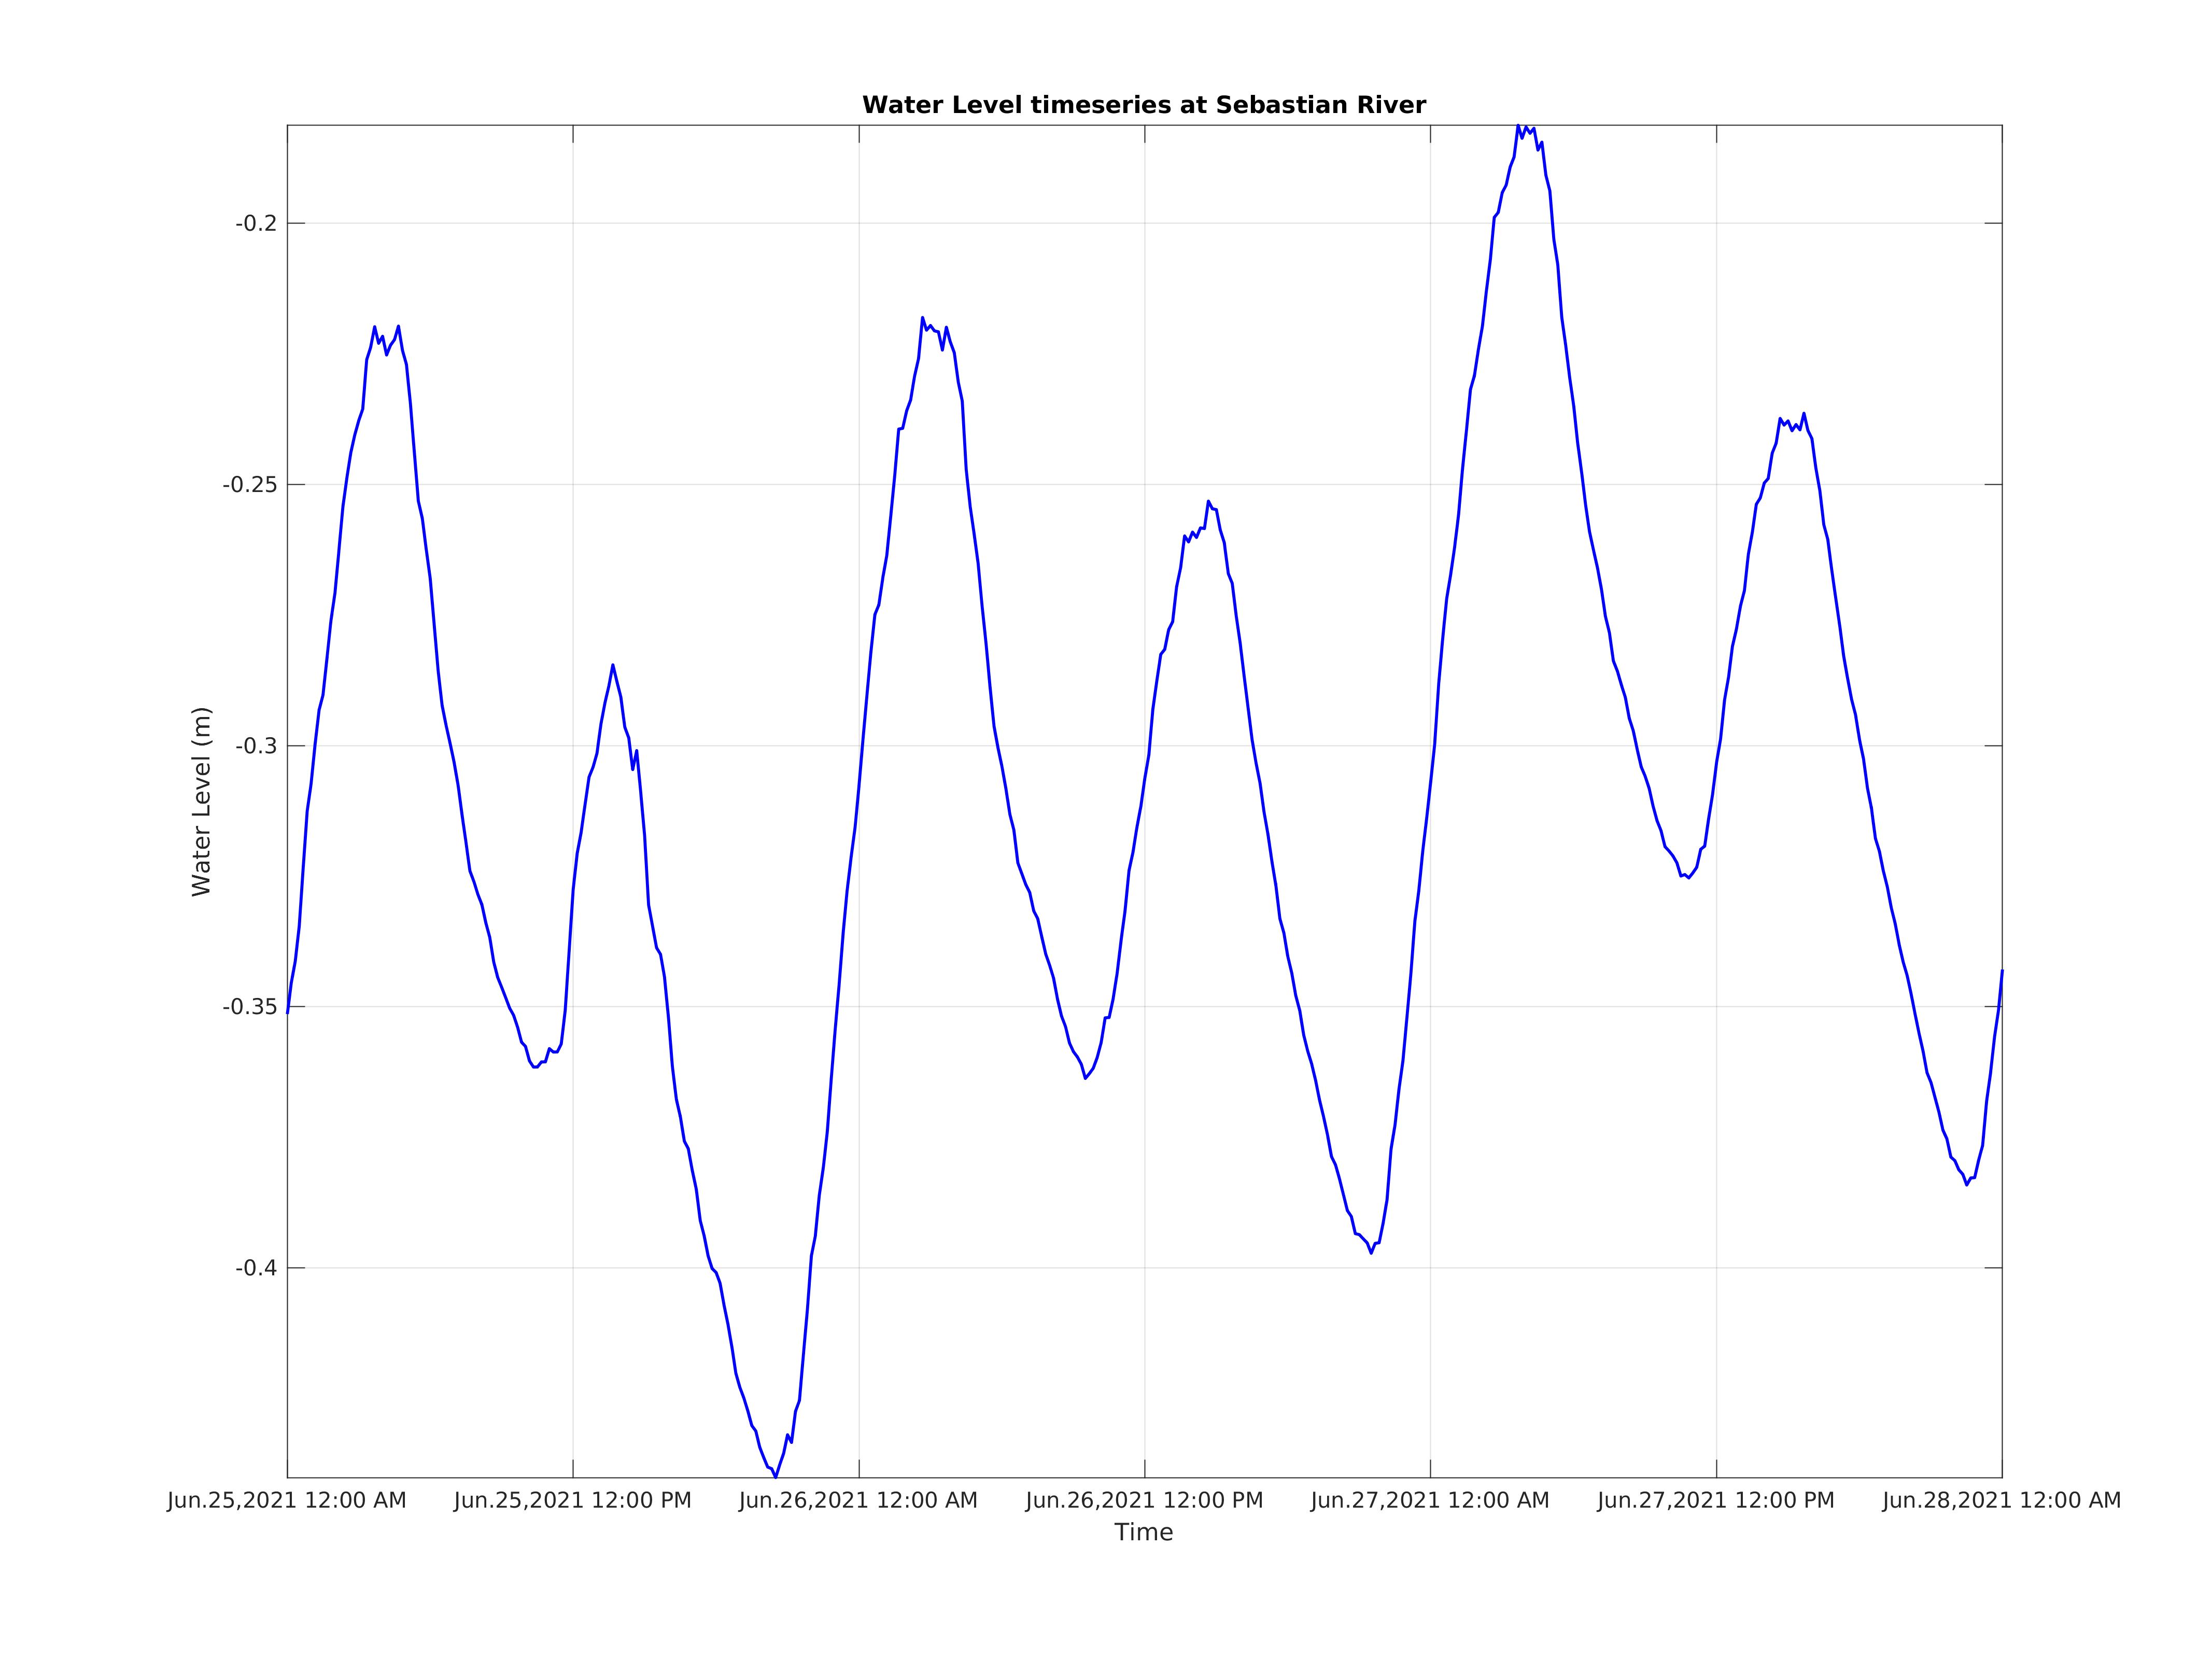 Water Level timeseries at Sebastian River
-0.2
-0.25
-0.3
-0.35
-0.4
Water Level (m)
Jun.25,2021 12:00 AM Jun.25,2021 12:00 PM Jun.26,2021 12:00 AM Jun.26,2021 12:00 PM Jun.27,2021 12:00 AM Jun.27,2021 12:00 PM Jun.28,2021 12:00 AM
Time